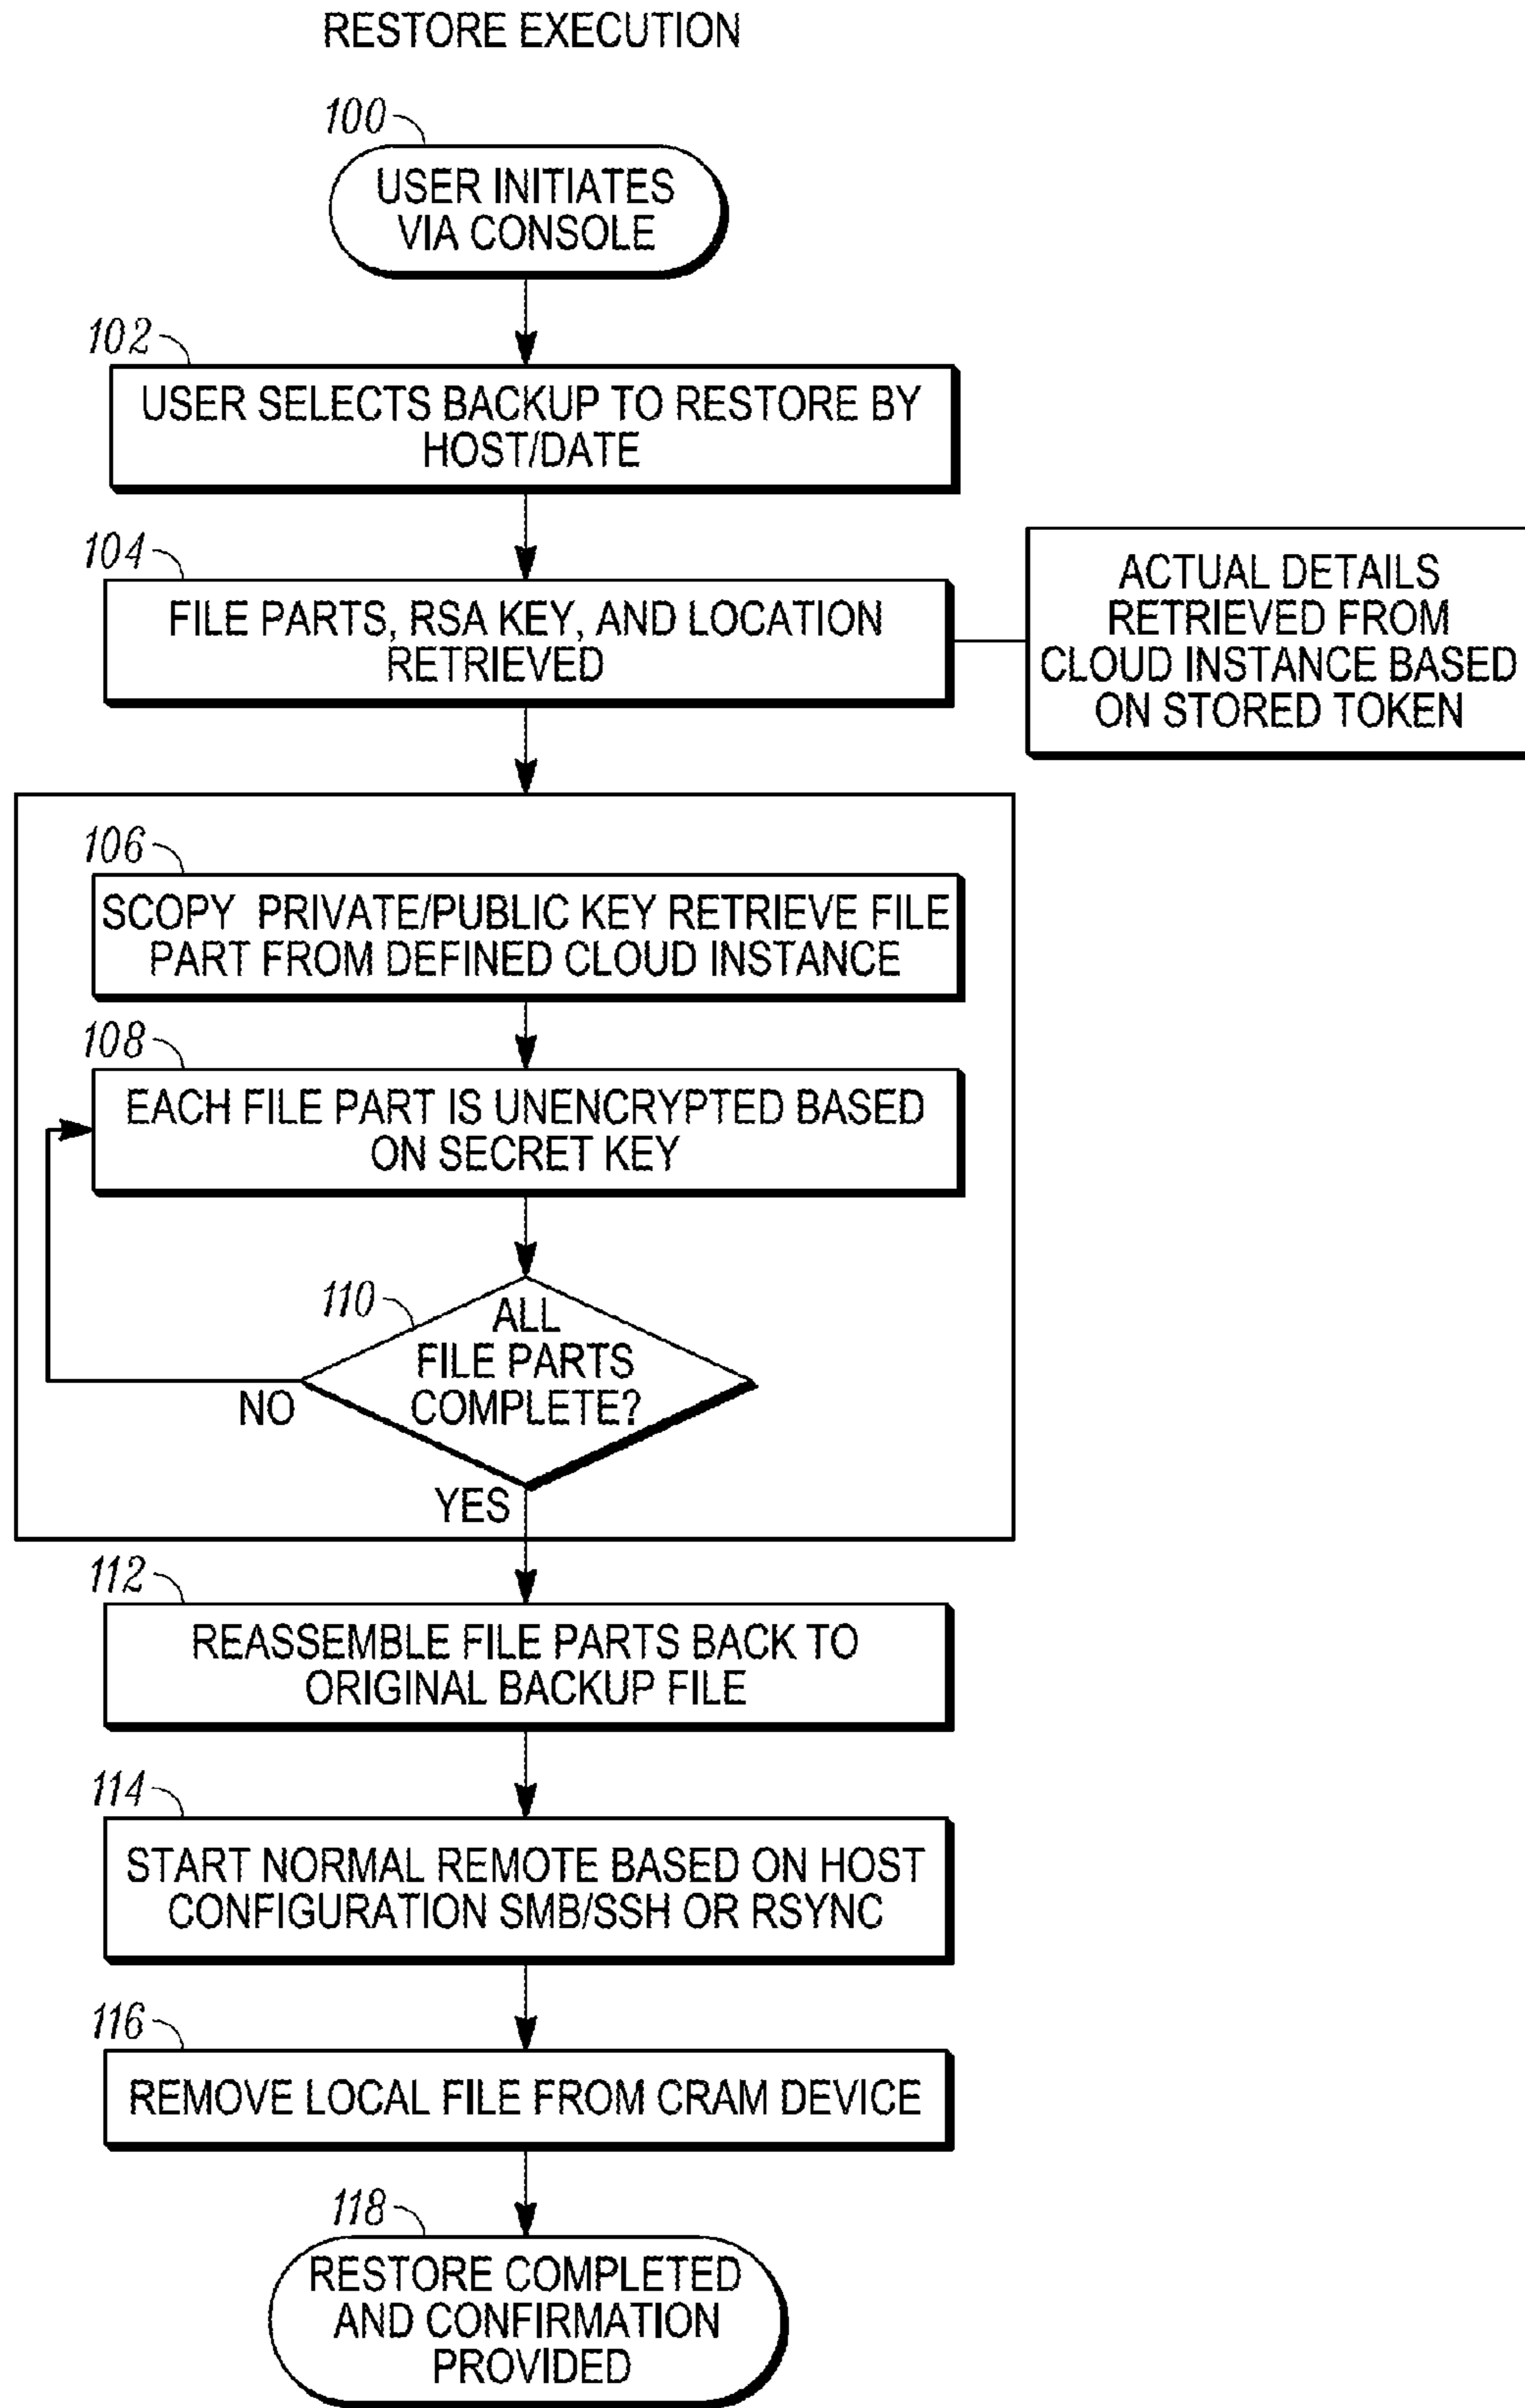 RESTORE EXECUTION
100
USER INITIATES
VIA CONSOLE
102
USER SELECTS BACKUP TO RESTORE BY
HOST/DATE
104
FILE PARTS, RSA KEY, AND LOCATION
RETRIEVED
ACTUAL DETAILS
RETRIEVED FROM
CLOUD INSTANCE BASED
ON STORED TOKEN
106
SCOPY PRIVATE/PUBLIC KEY RETRIEVE FILE
PART FROM DEFINED CLOUD INSTANCE
108
EACH FILE PART IS UNENCRYPTED BASED
ON SECRET KEY
110
ALL
FILE PARTS
COMPLETE?
NO
YES
112
REASSEMBLE FILE PARTS BACK TO
ORIGINAL BACKUP FILE
114
START NORMAL REMOTE BASED ON HOST
CONFIGURATION SMB/SSH OR RSYNC
116
REMOVE LOCAL FILE FROM CRAM DEVICE
118
RESTORE COMPLETED
AND CONFIRMATION
PROVIDED